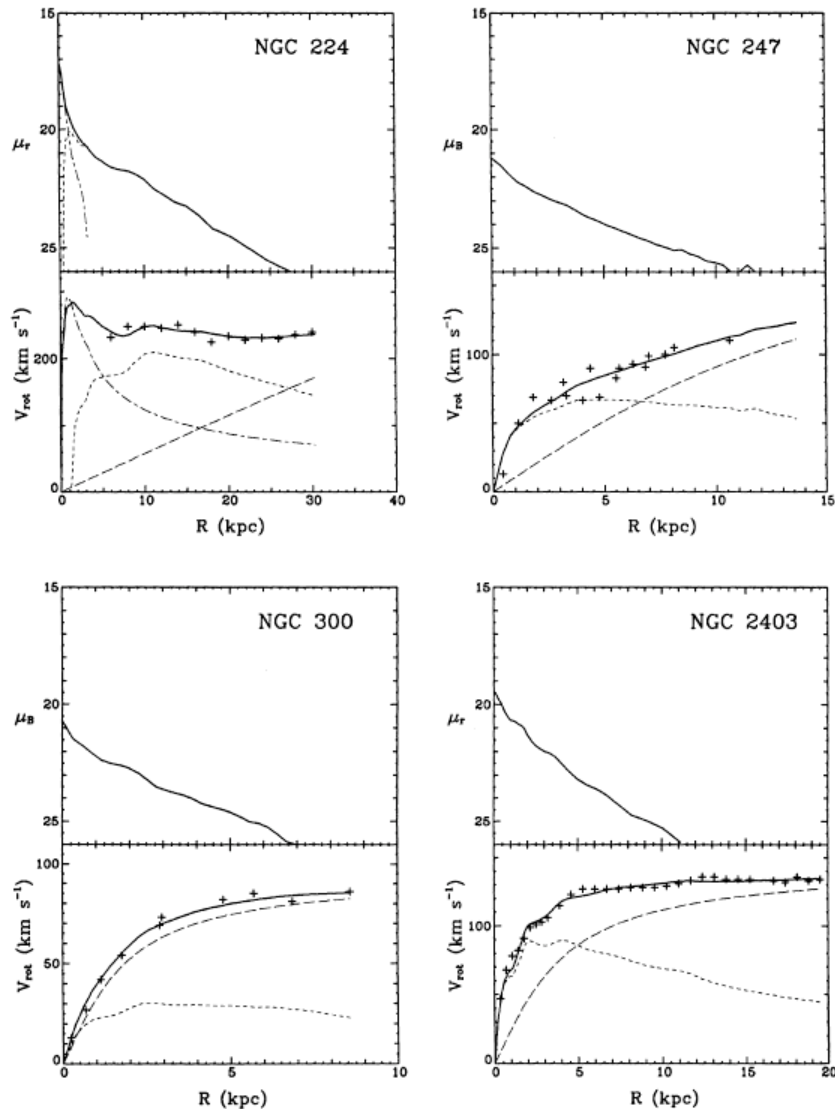 NGC 224
15
20
25
μr
200
0
Vrot (km s⁻¹)
0 10 20 30 40
R (kpc)
NGC 247
15
20
25
μB
100
50
0
Vrot (km s⁻¹)
0 5 10 15
R (kpc)
NGC 300
15
20
25
μB
100
50
0
Vrot (km s⁻¹)
0 5 10
R (kpc)
NGC 2403
15
20
25
μr
100
0
Vrot (km s⁻¹)
0 5 10 15 20
R (kpc)